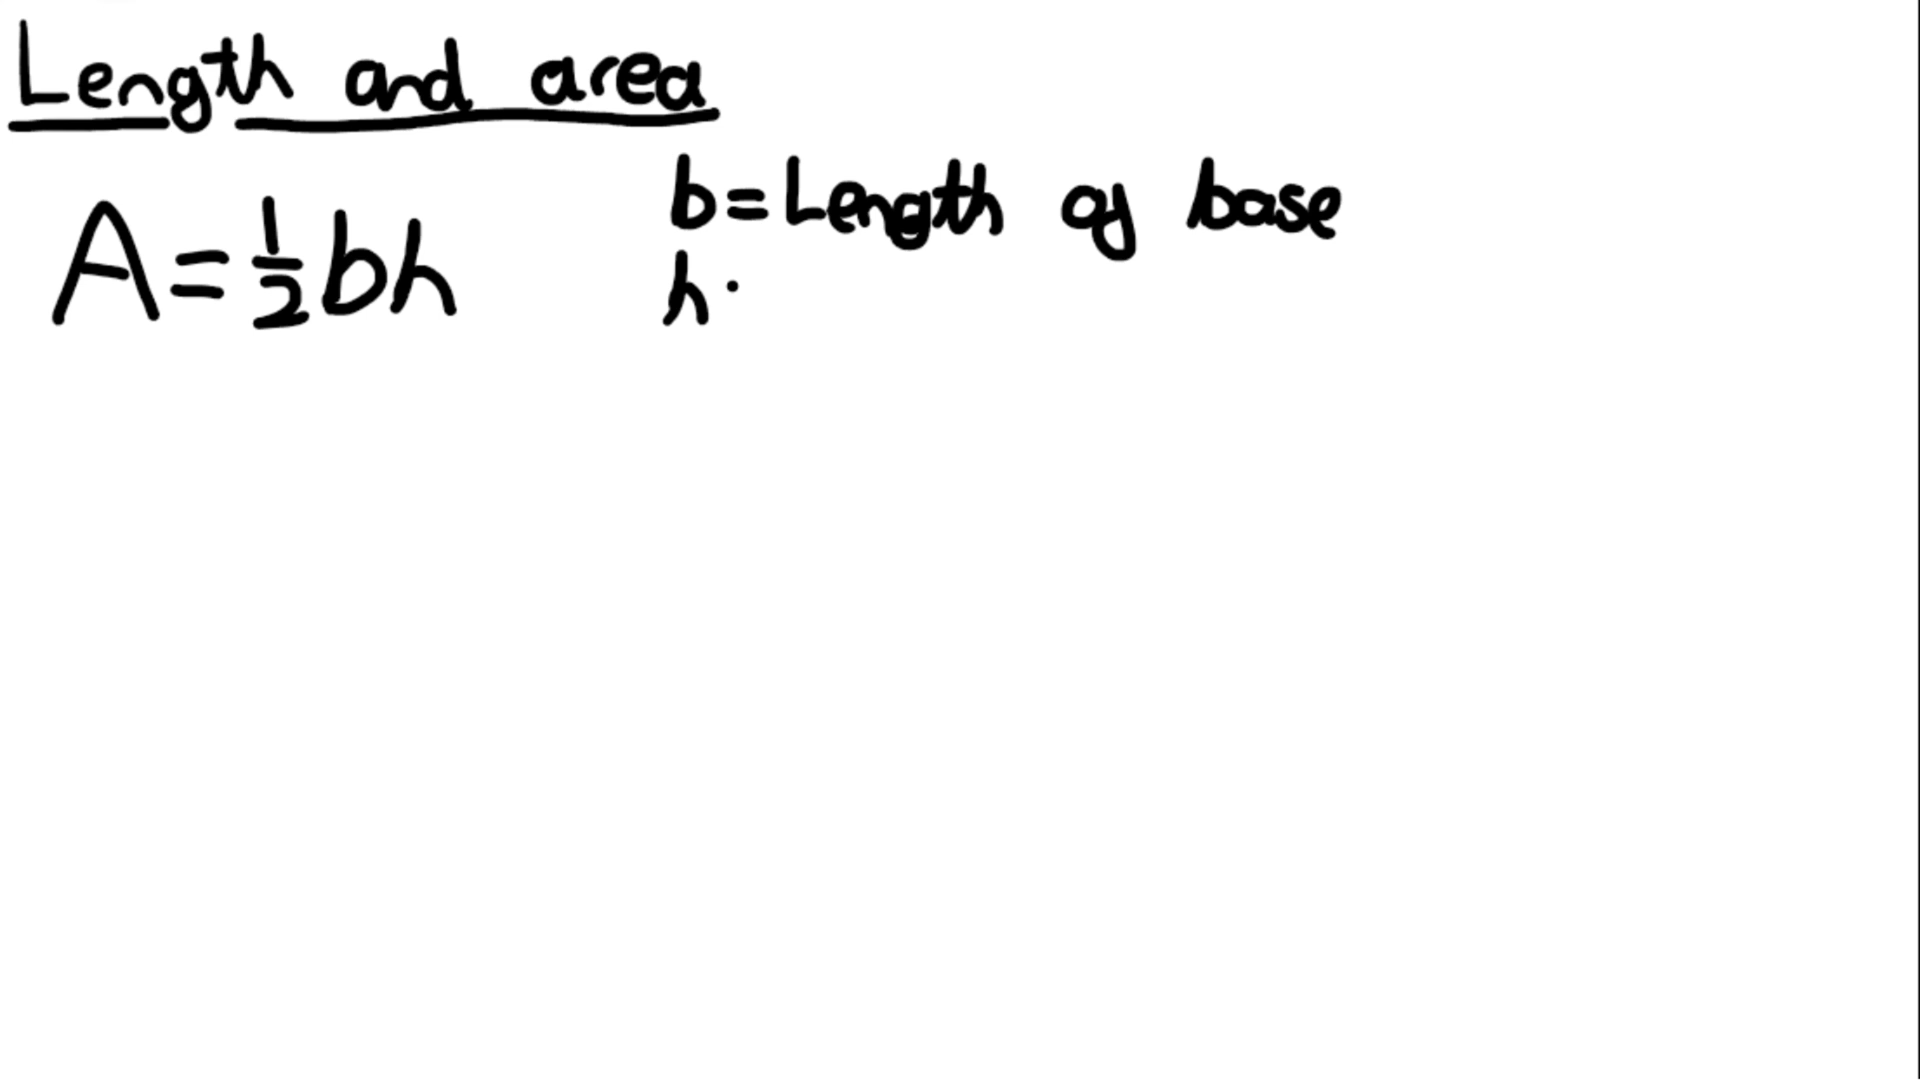 Length and area
A = ½bh
b = Length of base
h